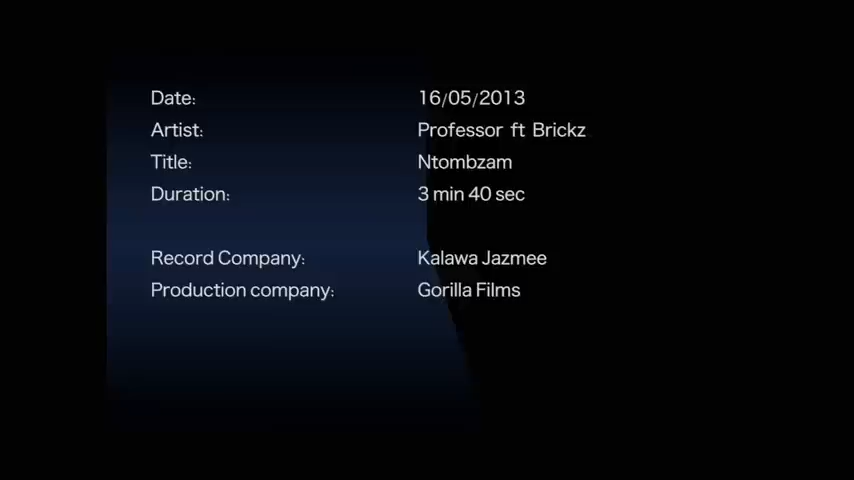 Date: 16/05/2013
Artist: Professor ft Brickz
Title: Ntombzam
Duration: 3 min 40 sec
Record Company: Kalawa Jazmee
Production company: Gorilla Films